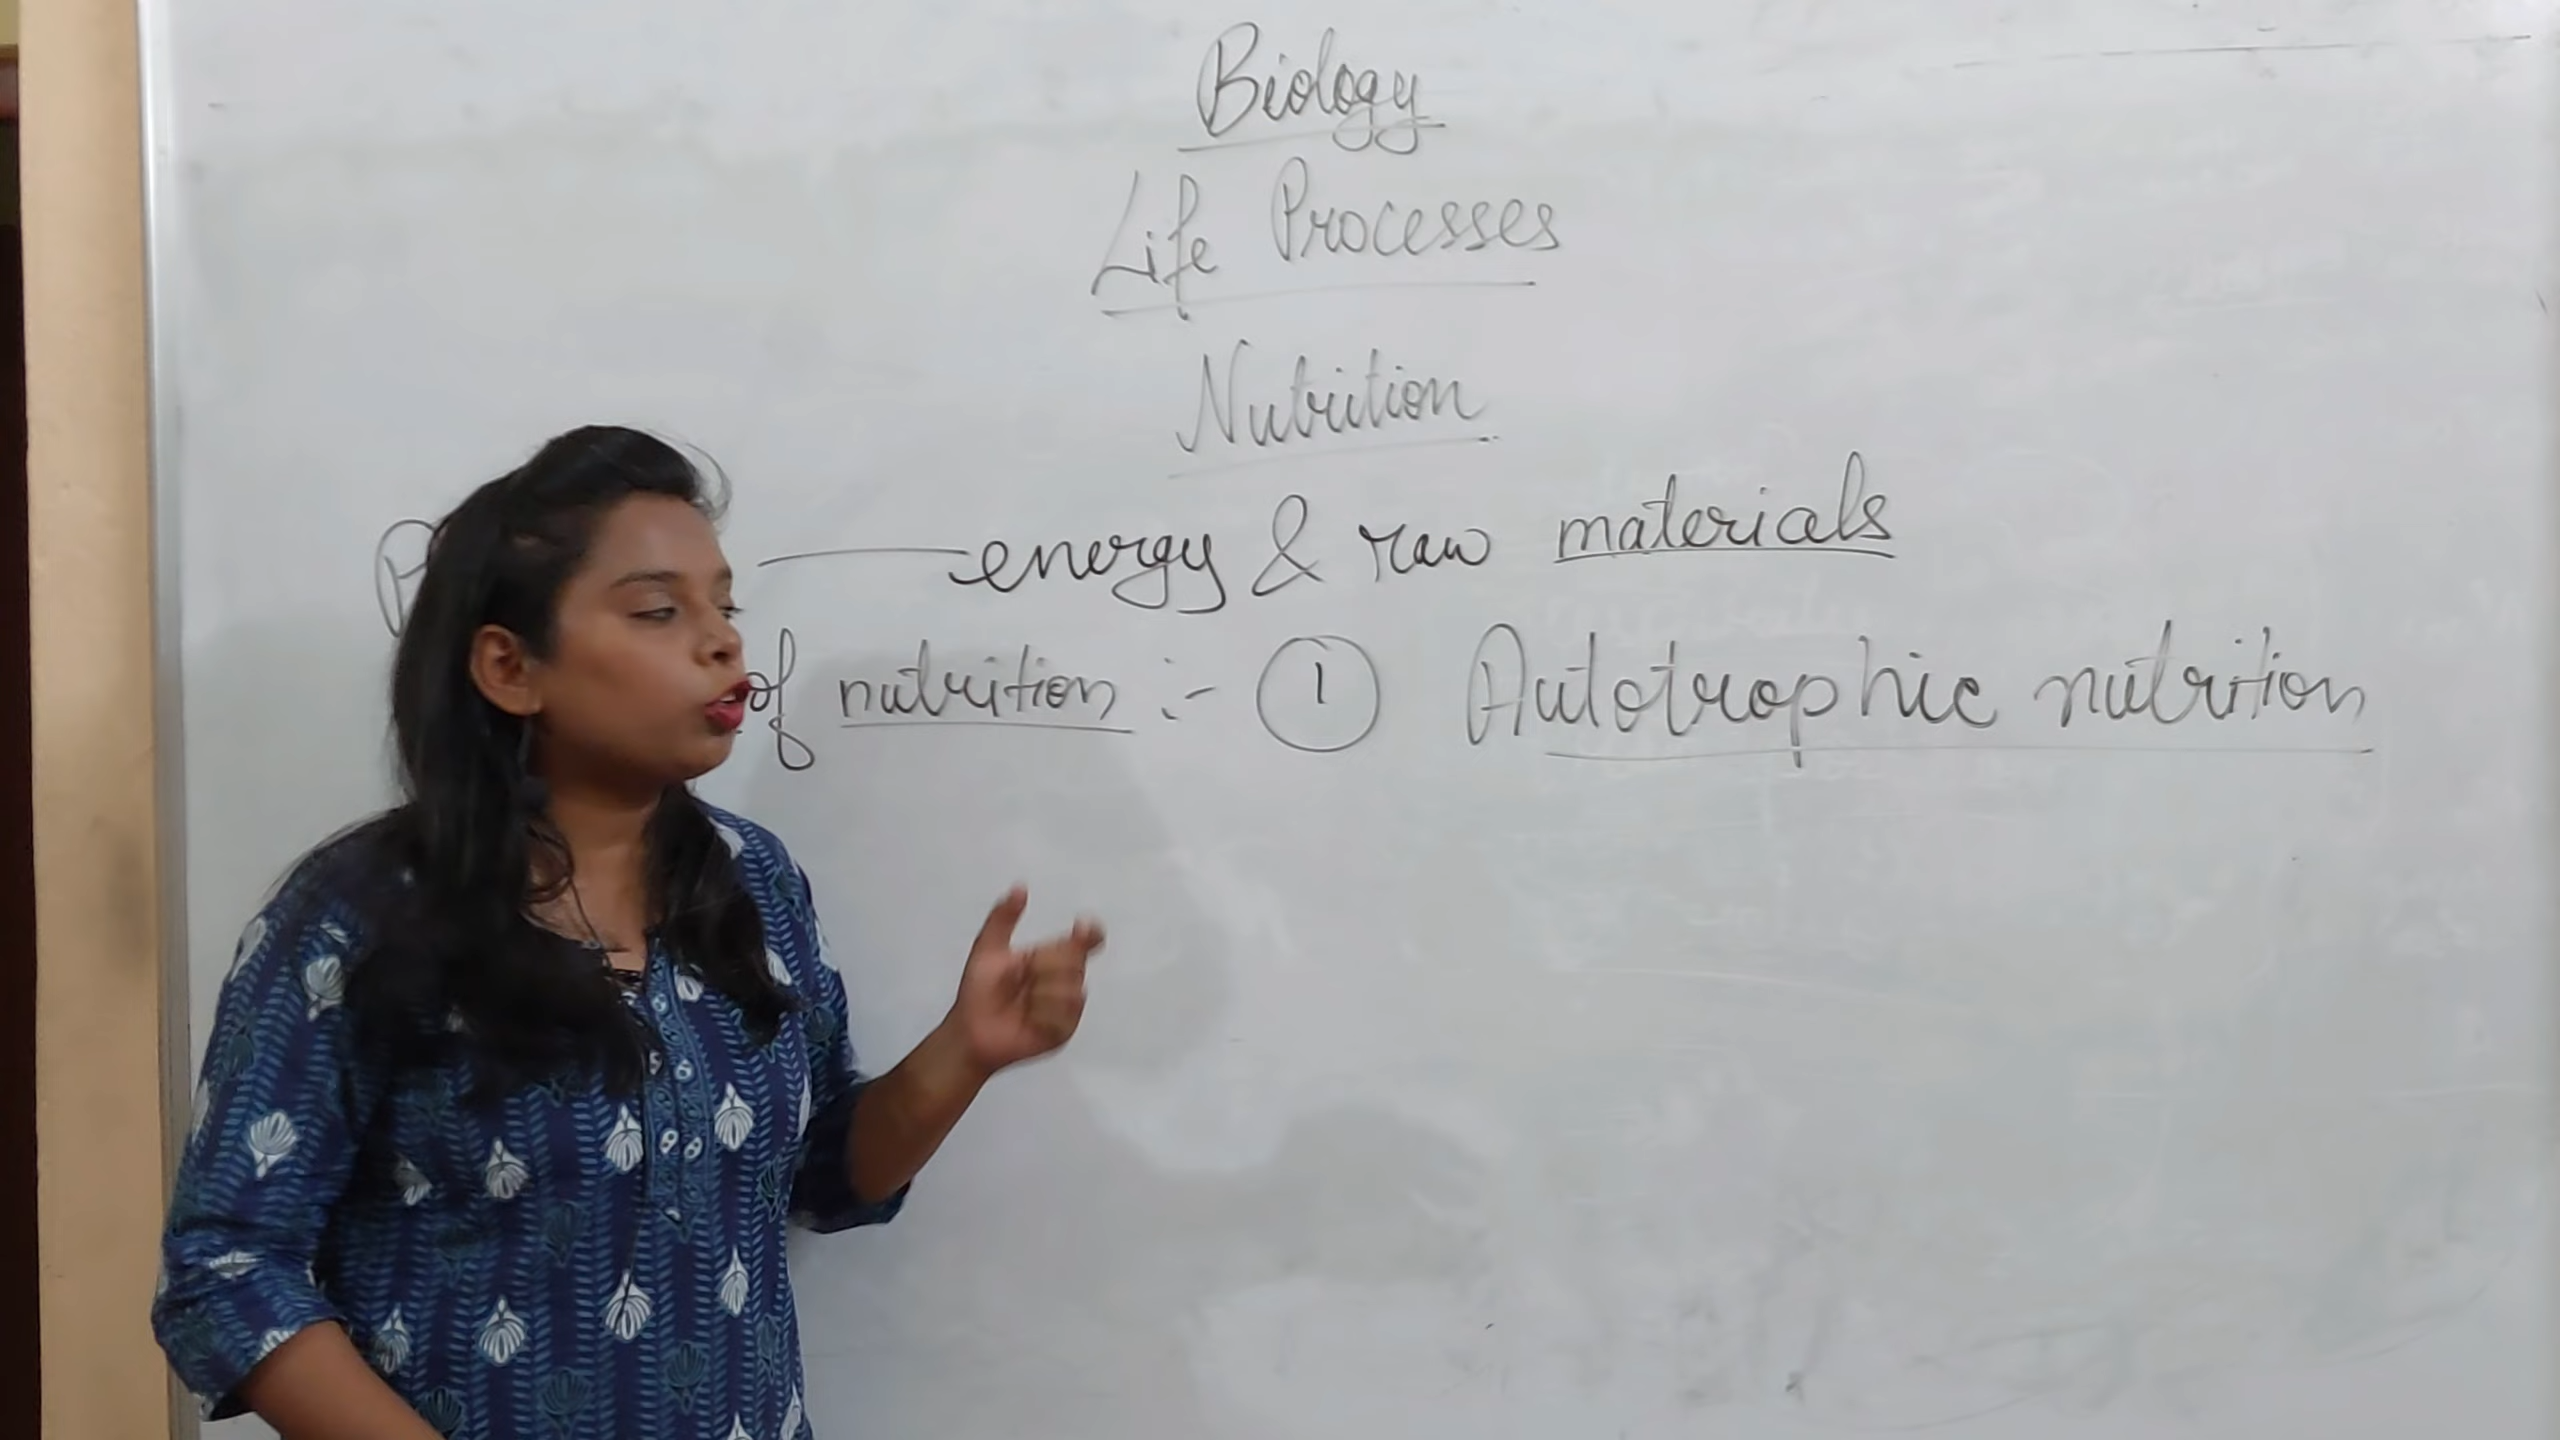 Biology
Life Processes
Nutrition
energy & raw materials
of nutrition :- ① Autotrophic nutrition